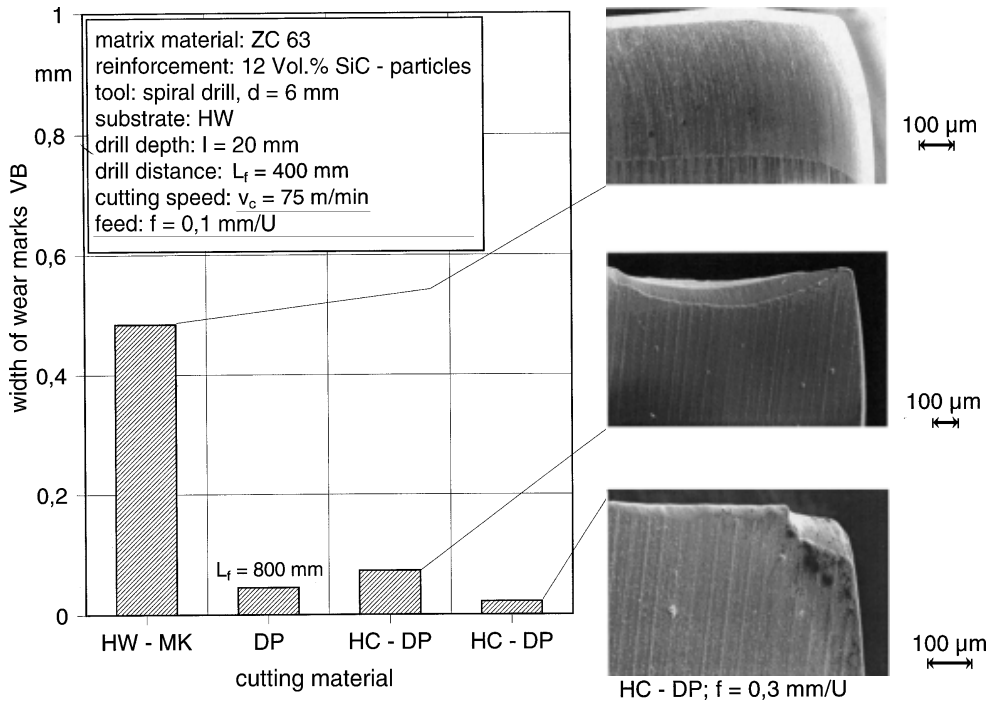 1
mm
0,8
0,6
0,4
0,2
0
width of wear marks VB
matrix material: ZC 63
reinforcement: 12 Vol.% SiC - particles
tool: spiral drill, d = 6 mm
substrate: HW
drill depth: l = 20 mm
drill distance: Lf = 400 mm
cutting speed: vc = 75 m/min
feed: f = 0,1 mm/U
Lf = 800 mm
HW - MK
DP
HC - DP
HC - DP
cutting material
100 µm
100 µm
100 µm
HC - DP; f = 0,3 mm/U